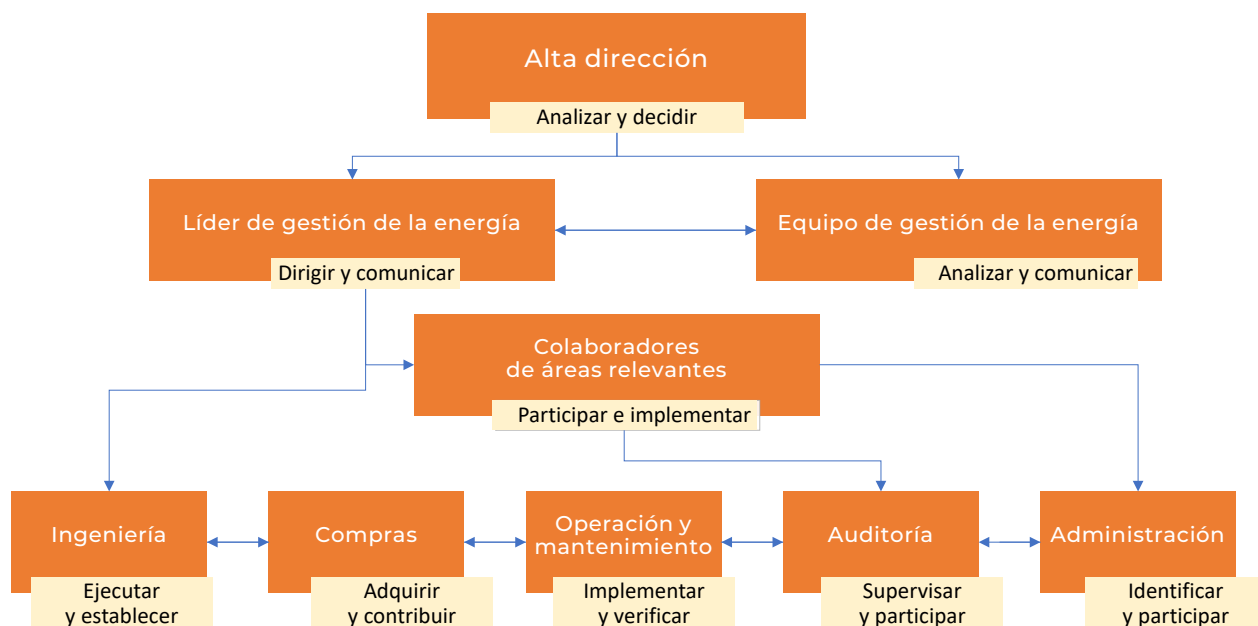 Alta dirección
Analizar y decidir
Líder de gestión de la energía
Dirigir y comunicar
Equipo de gestión de la energía
Analizar y comunicar
Colaboradores
de áreas relevantes
Participar e implementar
Ingeniería
Ejecutar
y establecer
Compras
Adquirir
y contribuir
Operación y
mantenimiento
Implementar
y verificar
Auditoría
Supervisar
y participar
Administración
Identificar
y participar